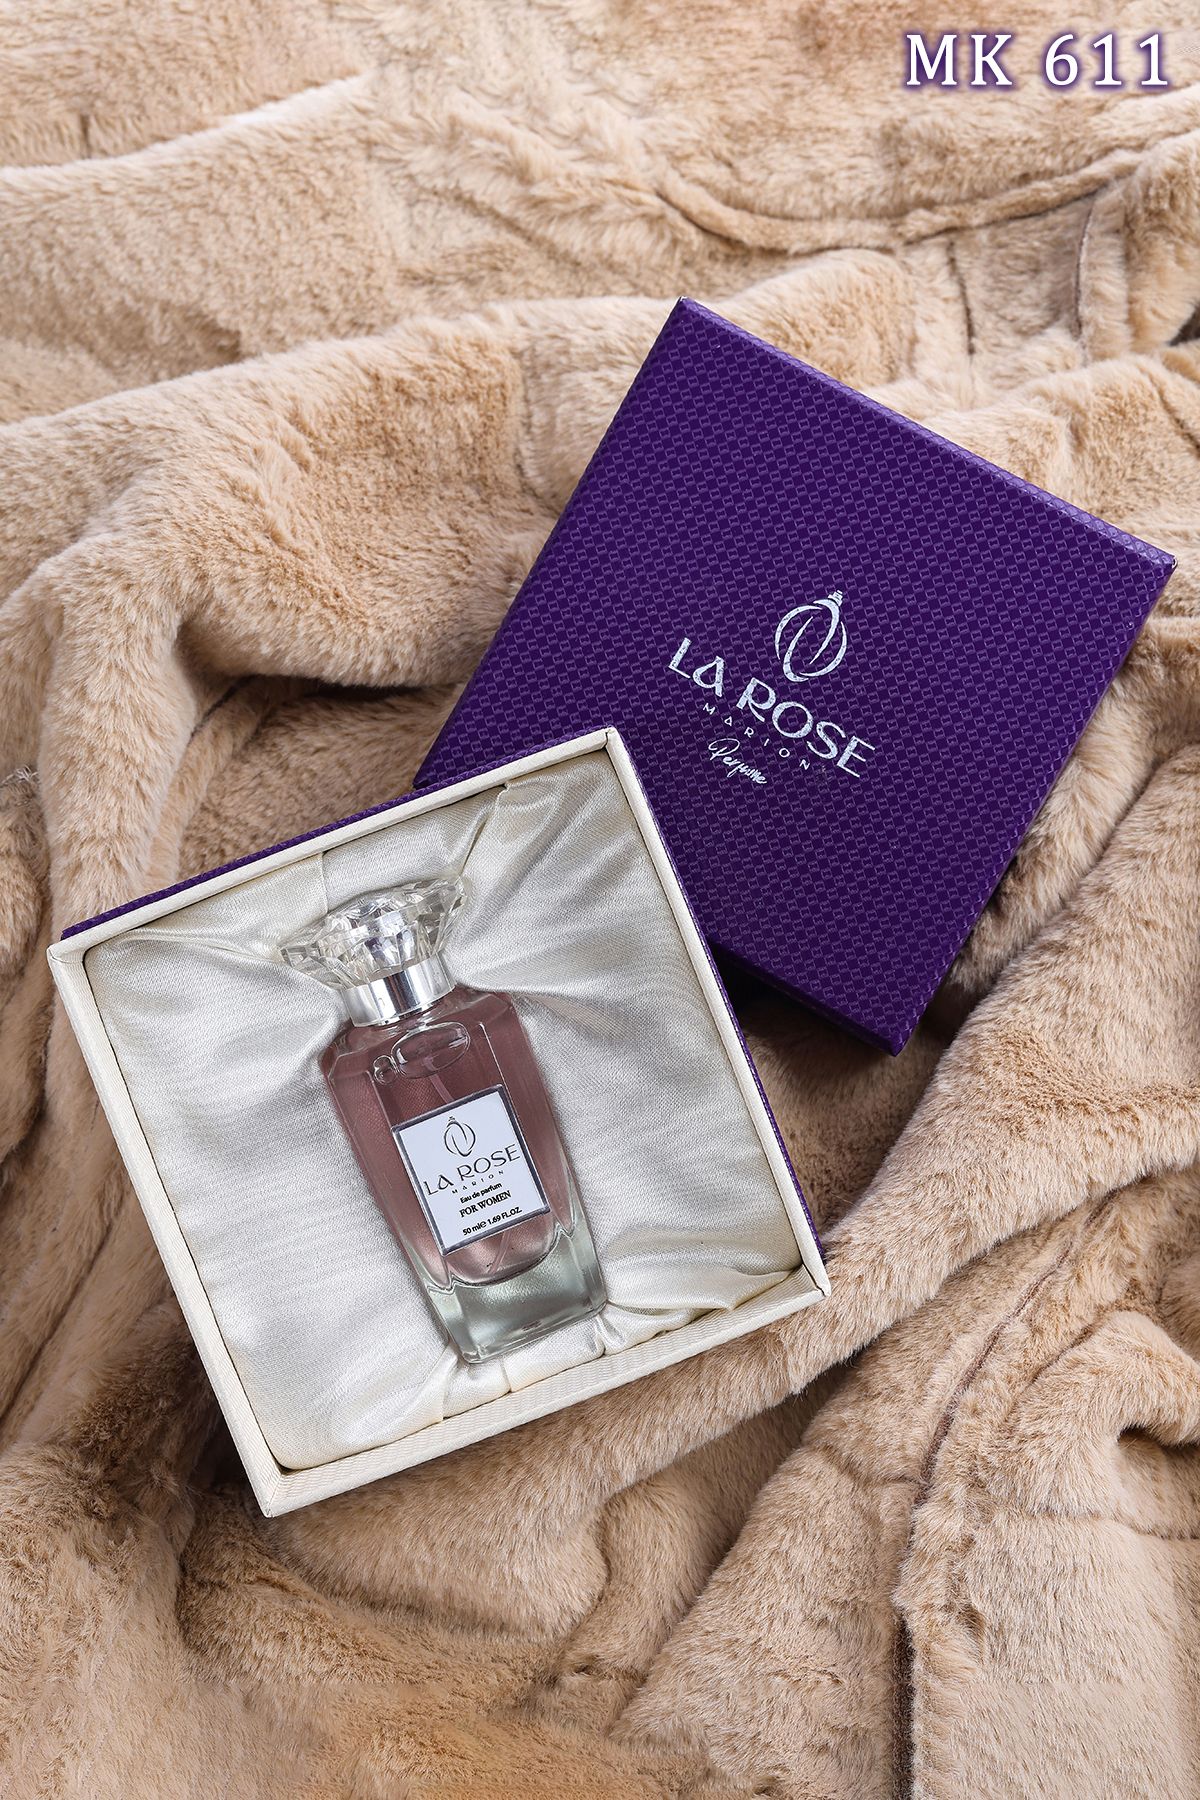 MK 611
LA ROSE
MARION
Perfume
LA ROSE
MARION
Eau de parfum
FOR WOMEN
50 ml℮ 1.69 FL.OZ.